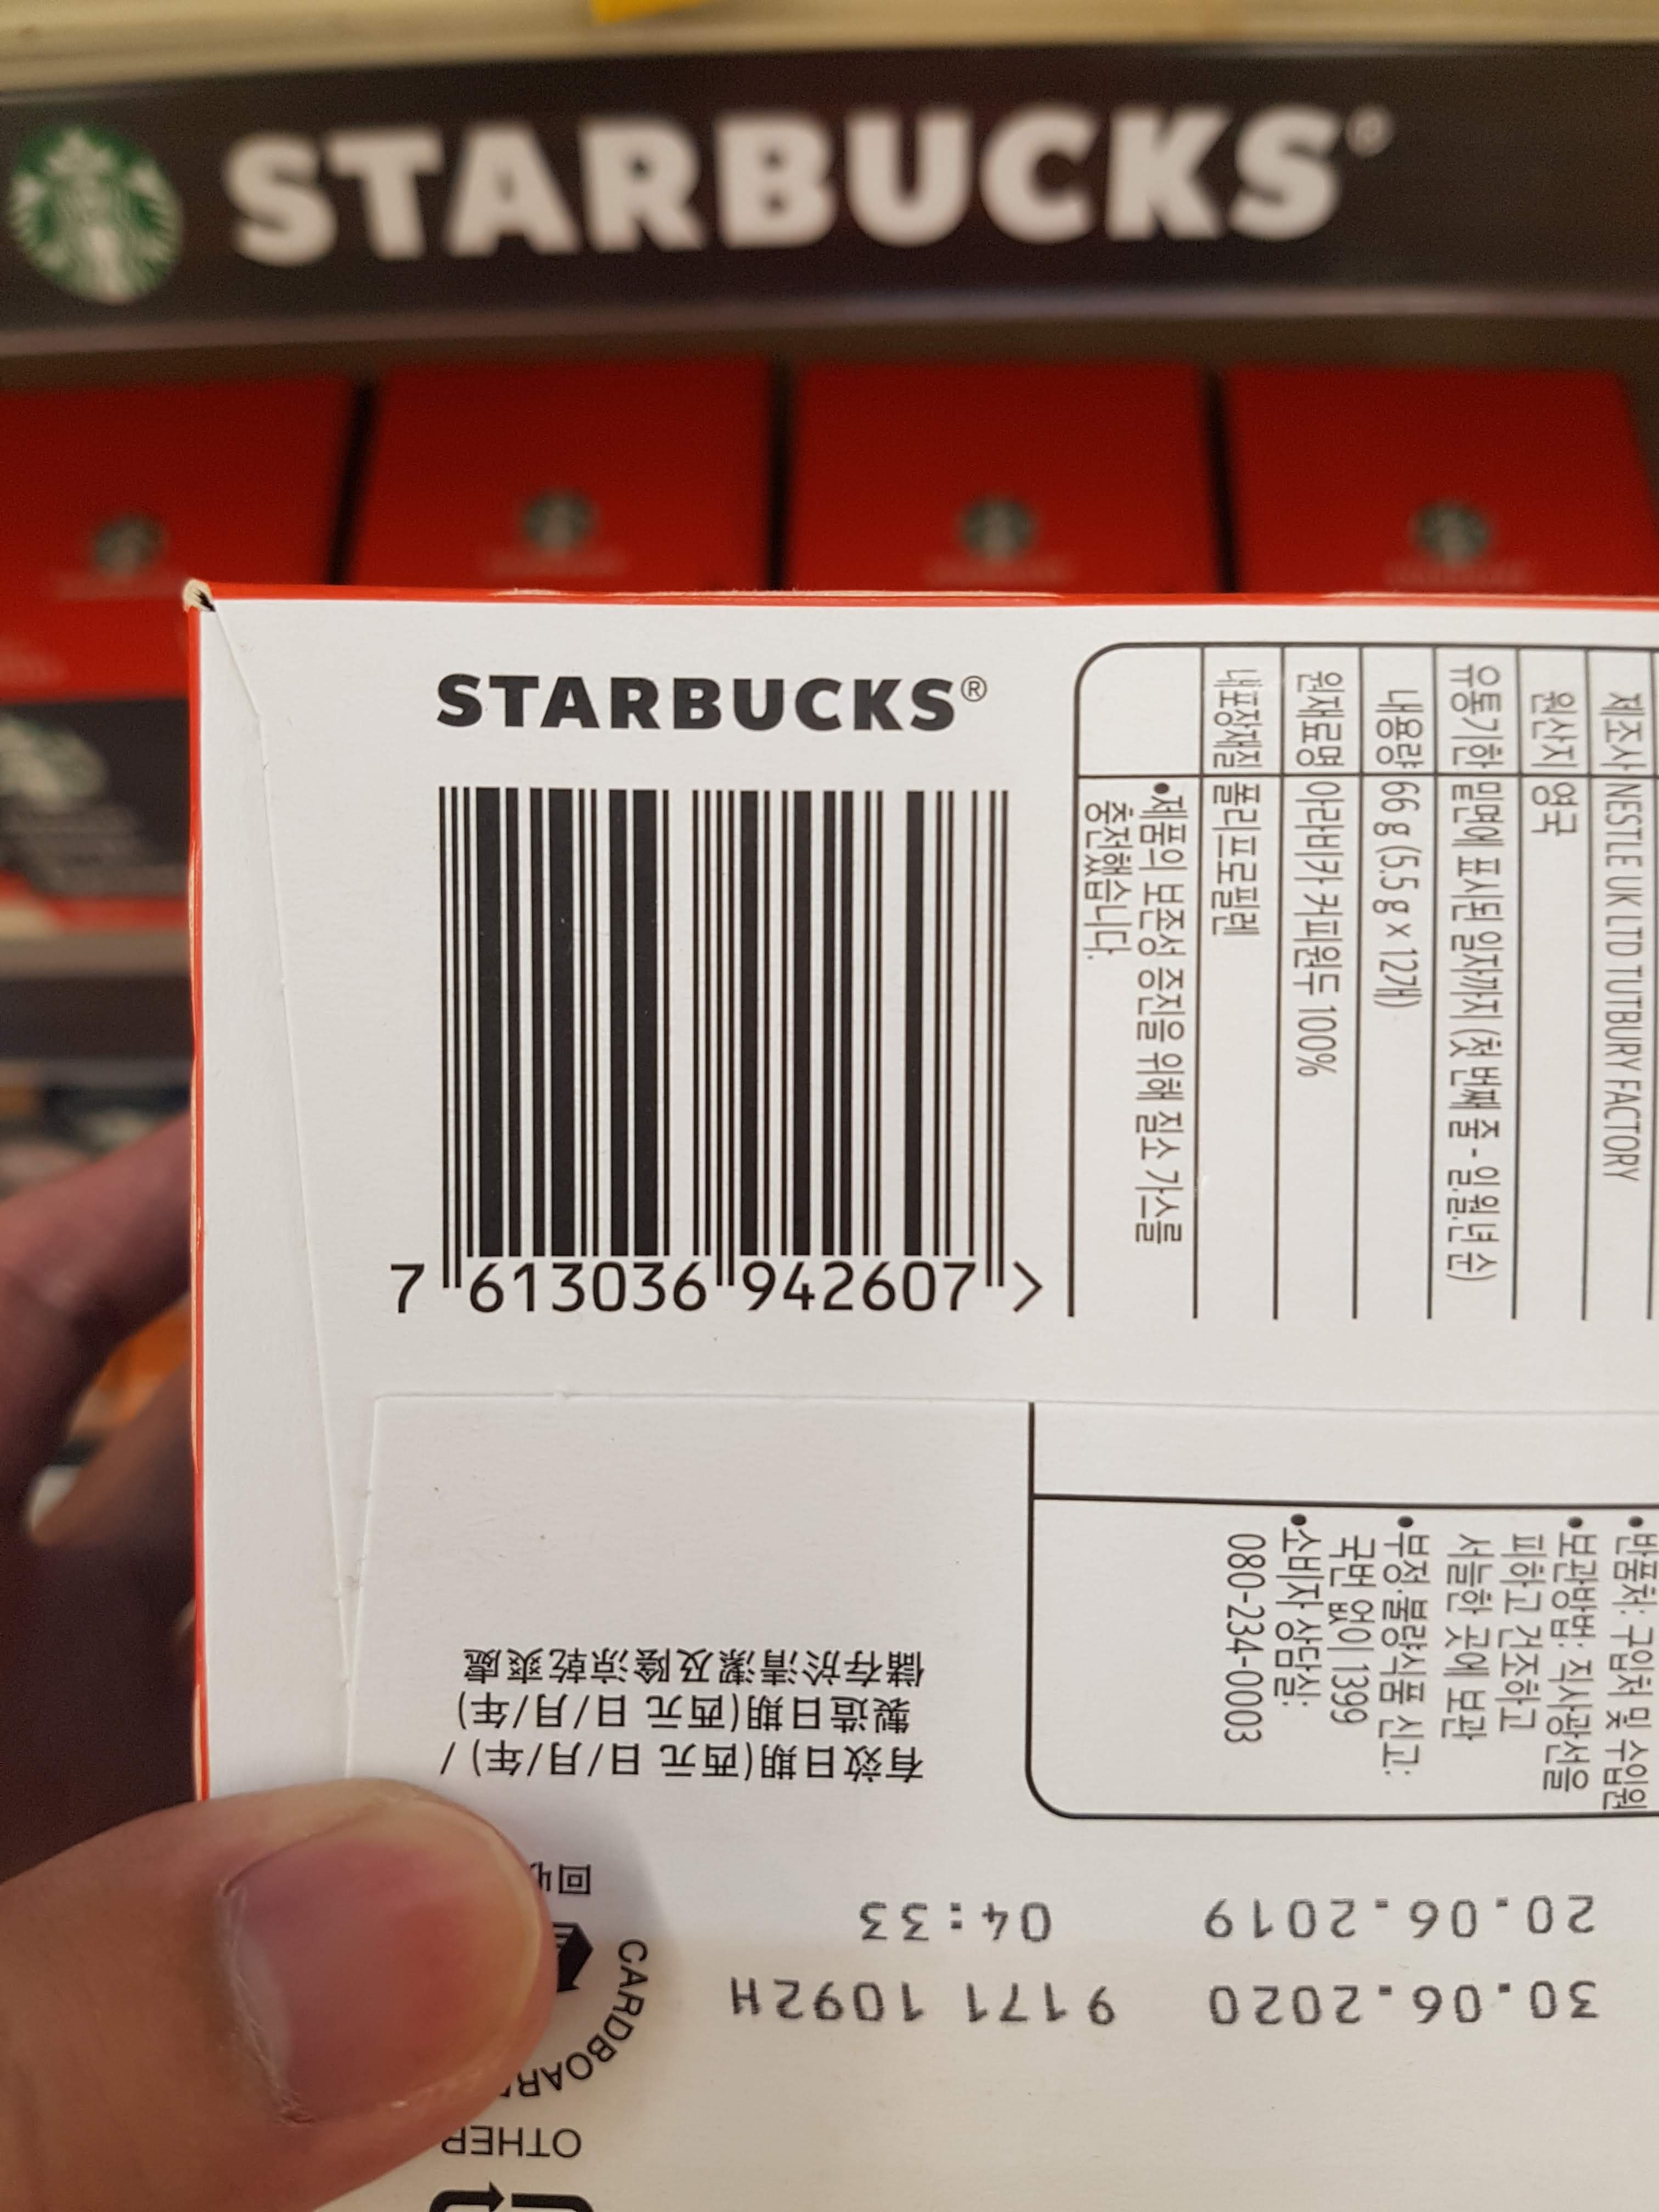 STARBUCKS®
STARBUCKS®
7 613036 942607 >
제조사 NESTLE UK LTD TUTBURY FACTORY
원산지 영국
유통기한 밑면에 표시된 일자까지 (첫 번째 줄 - 일.월.년 순)
내용량 66 g (5.5 g x 12개)
원재료명 아라비카 커피원두 100%
내포장재질 폴리프로필렌
•제품의 보존성 증진을 위해 질소 가스를
충전했습니다.
•반품처: 구입처 및 수입원
•보관방법: 직사광선을
피하고 건조하고
서늘한 곳에 보관
•부정·불량식품 신고:
국번 없이 1399
•소비자 상담실:
080-234-0003
有效日期(西元 日/月/年) /
製造日期(西元 日/月/年)
儲存於清潔及陰涼乾爽處
30.06.2020 9171 1092H
20.06.2019 04:33
回收
CARDBOARD
OTHER